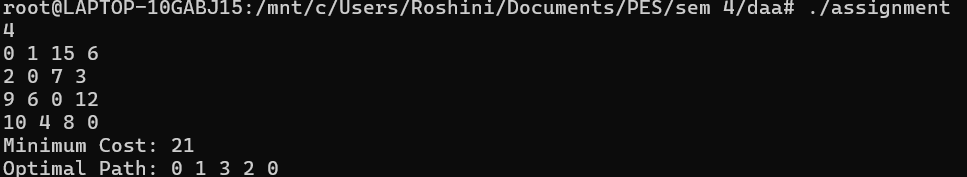 root@LAPTOP-10GABJ15:/mnt/c/Users/Roshini/Documents/PES/sem 4/daa# ./assignment
4
0 1 15 6
2 0 7 3
9 6 0 12
10 4 8 0
Minimum Cost: 21
Optimal Path: 0 1 3 2 0